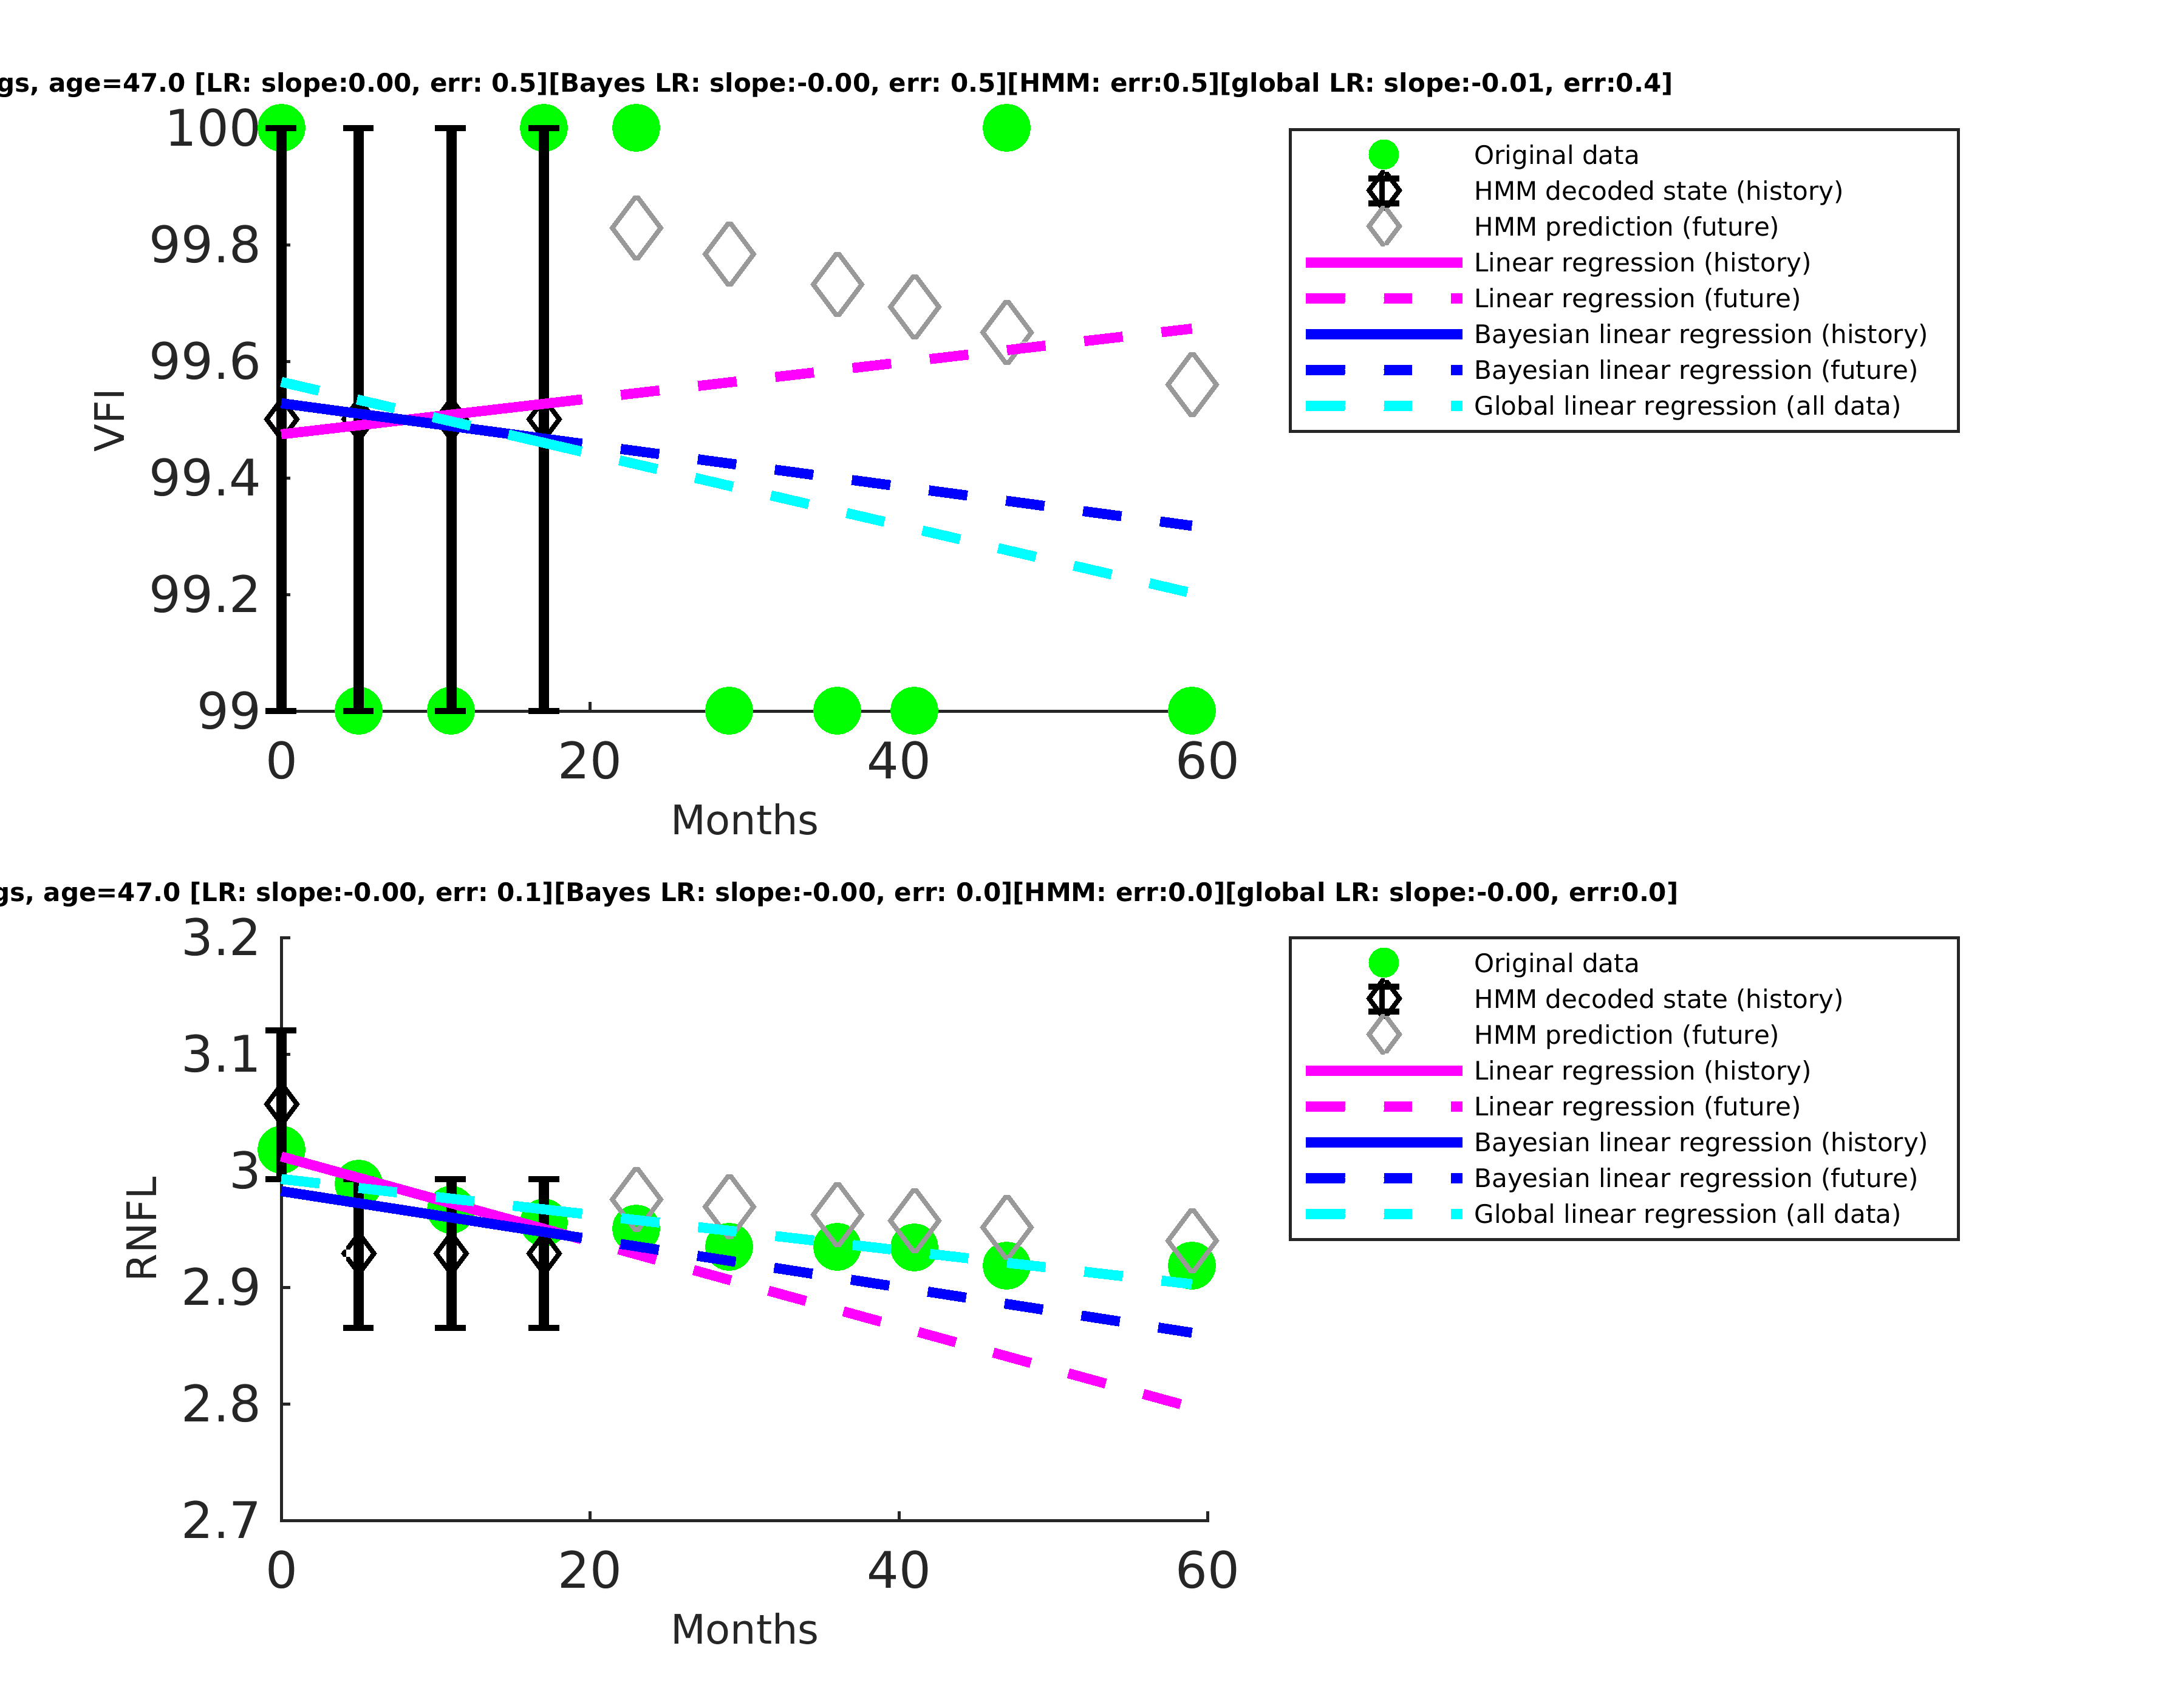 gs, age=47.0 [LR: slope:0.00, err: 0.5][Bayes LR: slope:-0.00, err: 0.5][HMM: err:0.5][global LR: slope:-0.01, err:0.4]
100
99.8
99.6
99.4
99.2
99
VFI
0 20 40 60
Months
Original data
HMM decoded state (history)
HMM prediction (future)
Linear regression (history)
Linear regression (future)
Bayesian linear regression (history)
Bayesian linear regression (future)
Global linear regression (all data)
gs, age=47.0 [LR: slope:-0.00, err: 0.1][Bayes LR: slope:-0.00, err: 0.0][HMM: err:0.0][global LR: slope:-0.00, err:0.0]
3.2
3.1
3
2.9
2.8
2.7
RNFL
0 20 40 60
Months
Original data
HMM decoded state (history)
HMM prediction (future)
Linear regression (history)
Linear regression (future)
Bayesian linear regression (history)
Bayesian linear regression (future)
Global linear regression (all data)